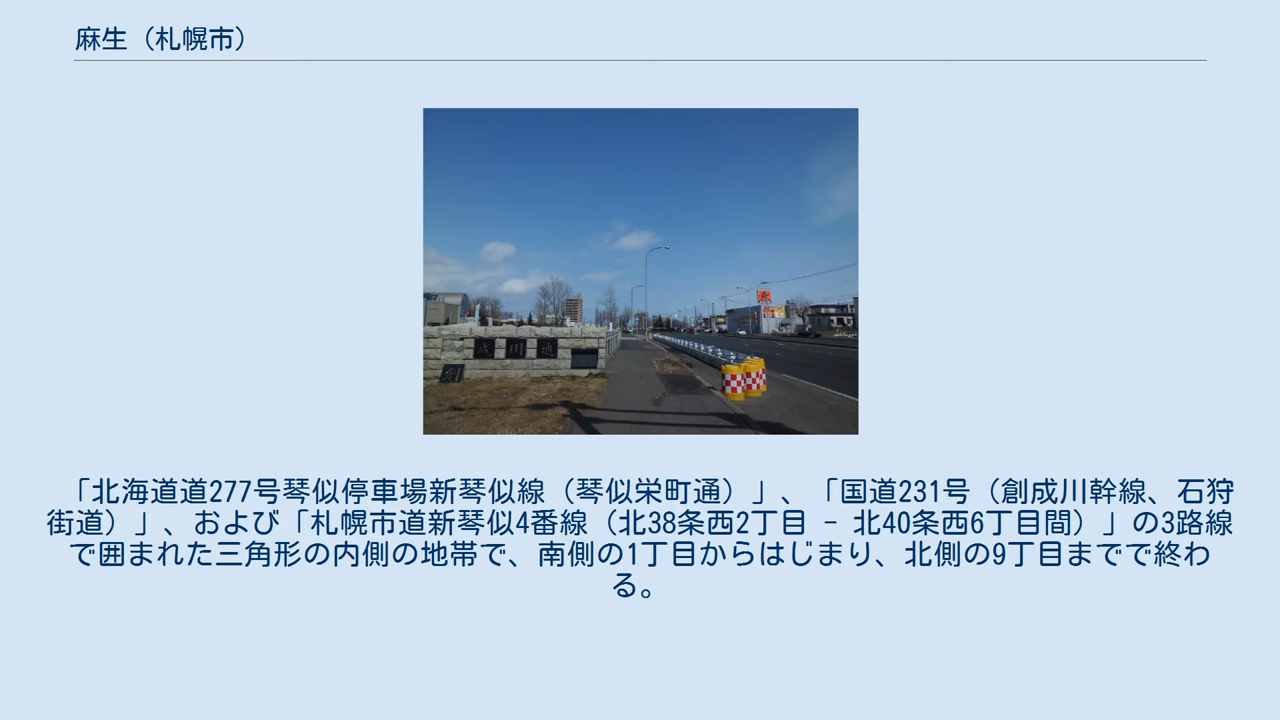 麻生（札幌市）
創
成
川
通
「北海道道277号琴似停車場新琴似線（琴似栄町通）」、「国道231号（創成川幹線、石狩
街道）」、および「札幌市道新琴似4番線（北38条西2丁目 - 北40条西6丁目間）」の3路線
で囲まれた三角形の内側の地帯で、南側の1丁目からはじまり、北側の9丁目までで終わ
る。